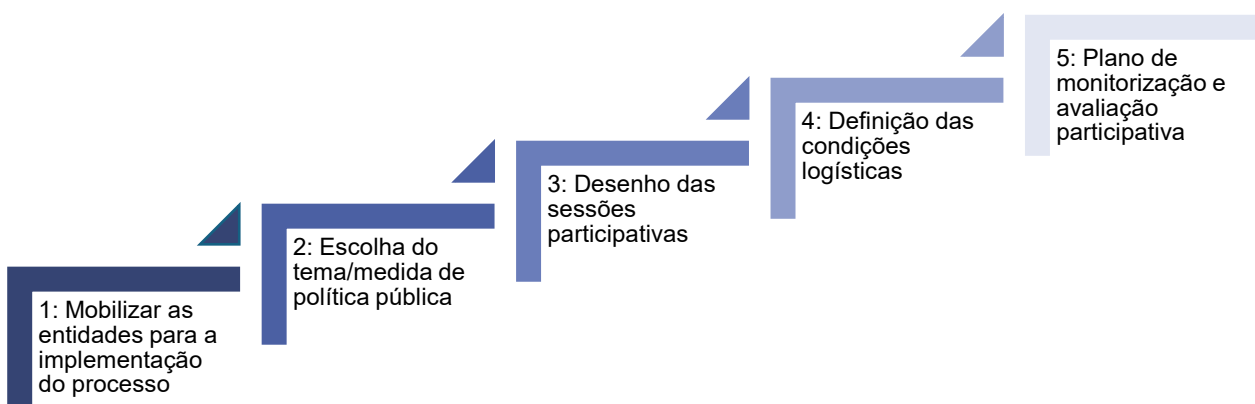 1: Mobilizar as
entidades para a
implementação
do processo
2: Escolha do
tema/medida de
política pública
3: Desenho das
sessões
participativas
4: Definição das
condições
logísticas
5: Plano de
monitorização e
avaliação
participativa